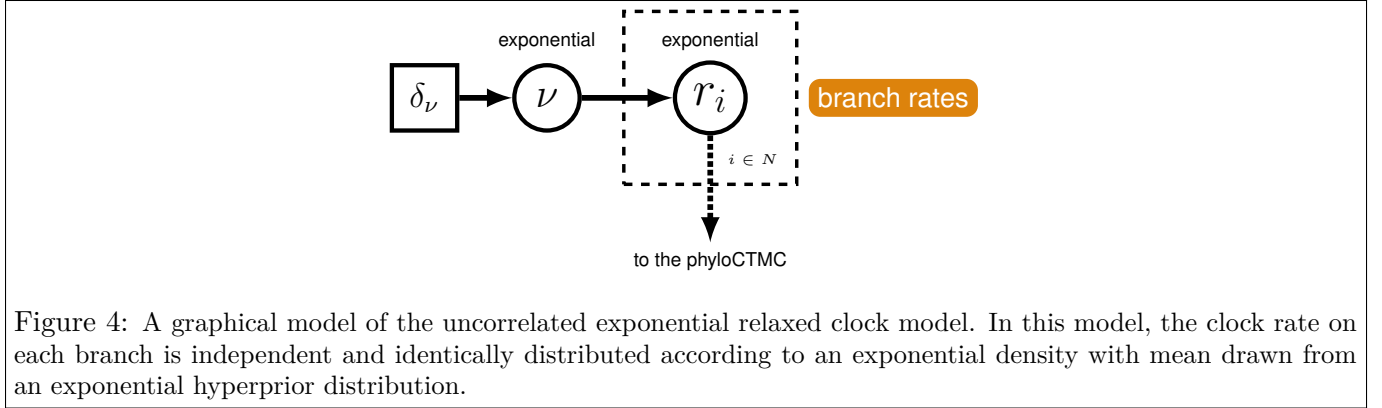 exponential exponential
δ_ν ν r_i branch rates
i ∈ N
to the phyloCTMC
Figure 4: A graphical model of the uncorrelated exponential relaxed clock model. In this model, the clock rate on
each branch is independent and identically distributed according to an exponential density with mean drawn from
an exponential hyperprior distribution.